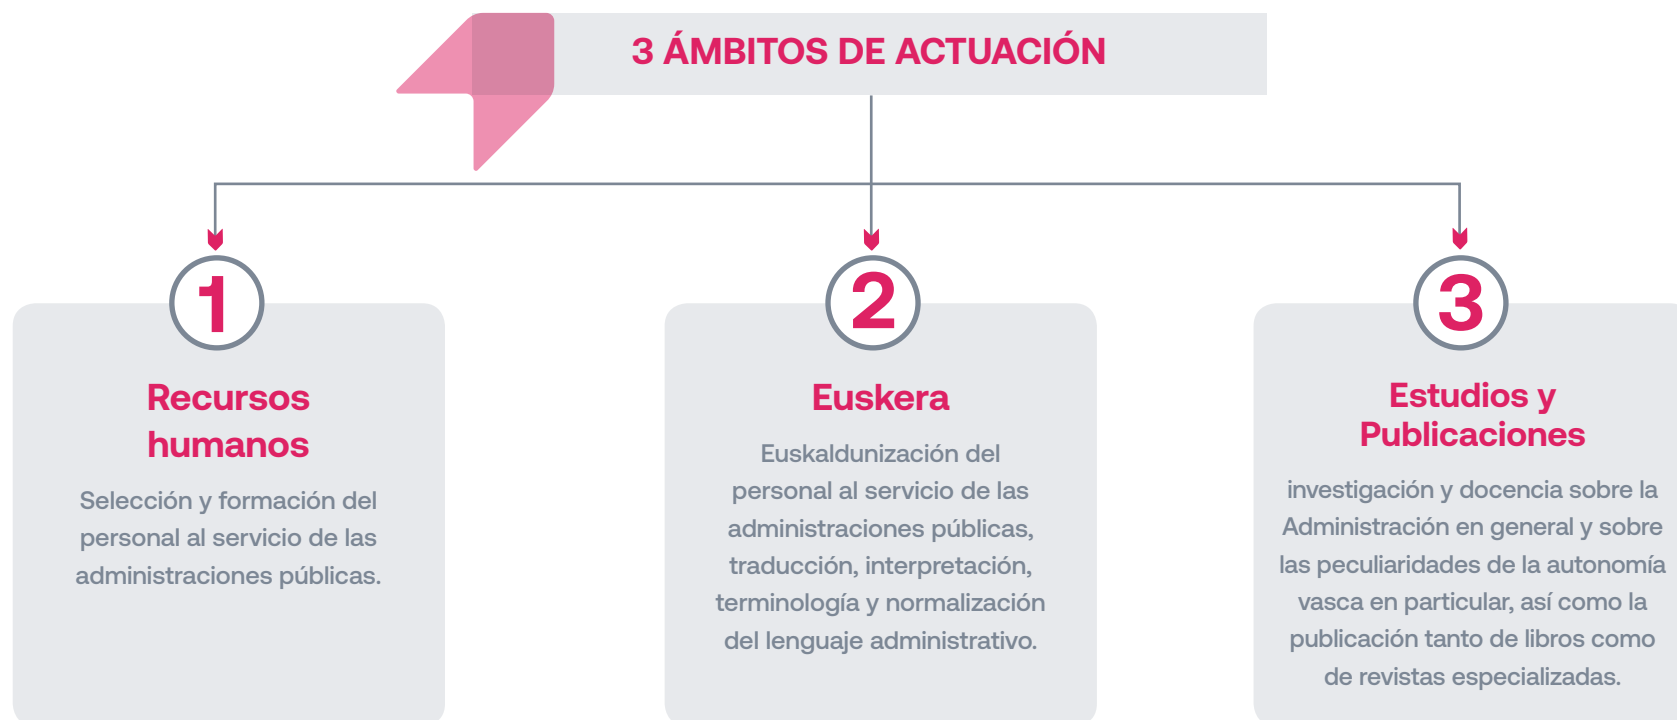 3 ÁMBITOS DE ACTUACIÓN
1
Recursos
humanos
Selección y formación del
personal al servicio de las
administraciones públicas.
2
Euskera
Euskaldunización del
personal al servicio de las
administraciones públicas,
traducción, interpretación,
terminología y normalización
del lenguaje administrativo.
3
Estudios y
Publicaciones
investigación y docencia sobre la
Administración en general y sobre
las peculiaridades de la autonomía
vasca en particular, así como la
publicación tanto de libros como
de revistas especializadas.